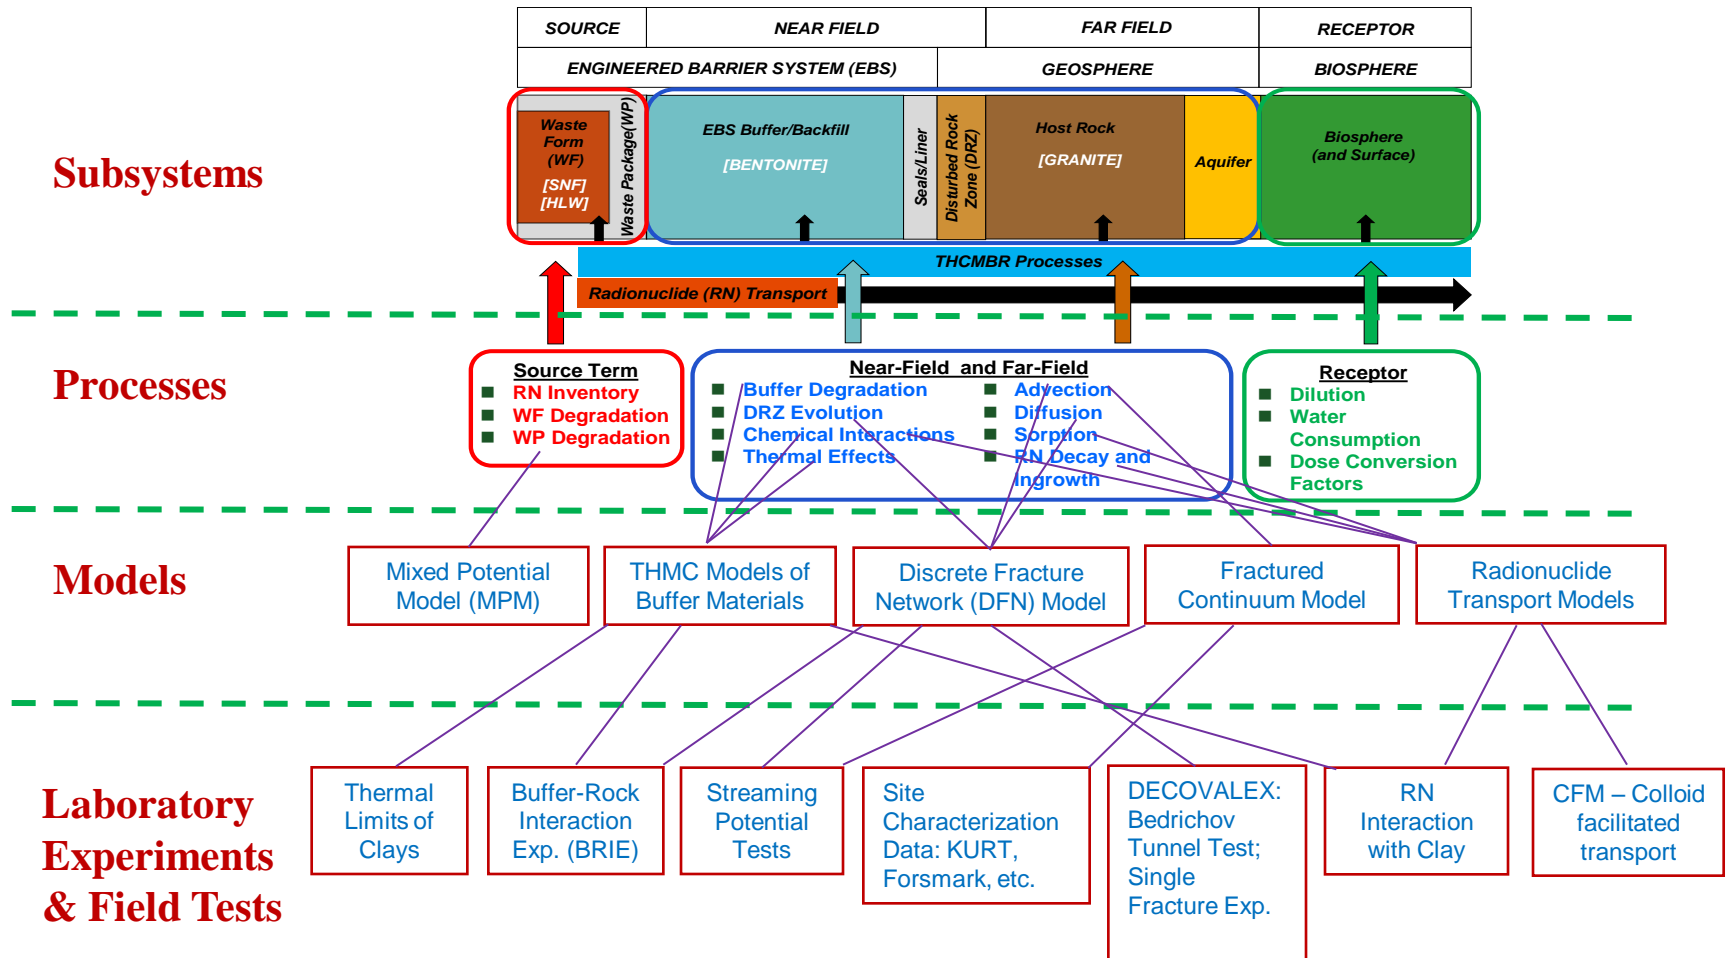 SOURCE
NEAR FIELD
FAR FIELD
RECEPTOR
ENGINEERED BARRIER SYSTEM (EBS)
GEOSPHERE
BIOSPHERE
Subsystems
Waste
Form
(WF)
[SNF]
[HLW]
Waste Package(WP)
EBS Buffer/Backfill
[BENTONITE]
Seals/Liner
Disturbed Rock
Zone (DRZ)
Host Rock
[GRANITE]
Aquifer
Biosphere
(and Surface)
THCMBR Processes
Radionuclide (RN) Transport
Processes
Source Term
RN Inventory
WF Degradation
WP Degradation
Near-Field and Far-Field
Buffer Degradation
DRZ Evolution
Chemical Interactions
Thermal Effects
Advection
Diffusion
Sorption
RN Decay and
Ingrowth
Receptor
Dilution
Water
Consumption
Dose Conversion
Factors
Models
Mixed Potential
Model (MPM)
THMC Models of
Buffer Materials
Discrete Fracture
Network (DFN) Model
Fractured
Continuum Model
Radionuclide
Transport Models
Laboratory
Experiments
& Field Tests
Thermal
Limits of
Clays
Buffer-Rock
Interaction
Exp. (BRIE)
Streaming
Potential
Tests
Site
Characterization
Data: KURT,
Forsmark, etc.
DECOVALEX:
Bedrichov
Tunnel Test;
Single
Fracture Exp.
RN
Interaction
with Clay
CFM – Colloid
facilitated
transport